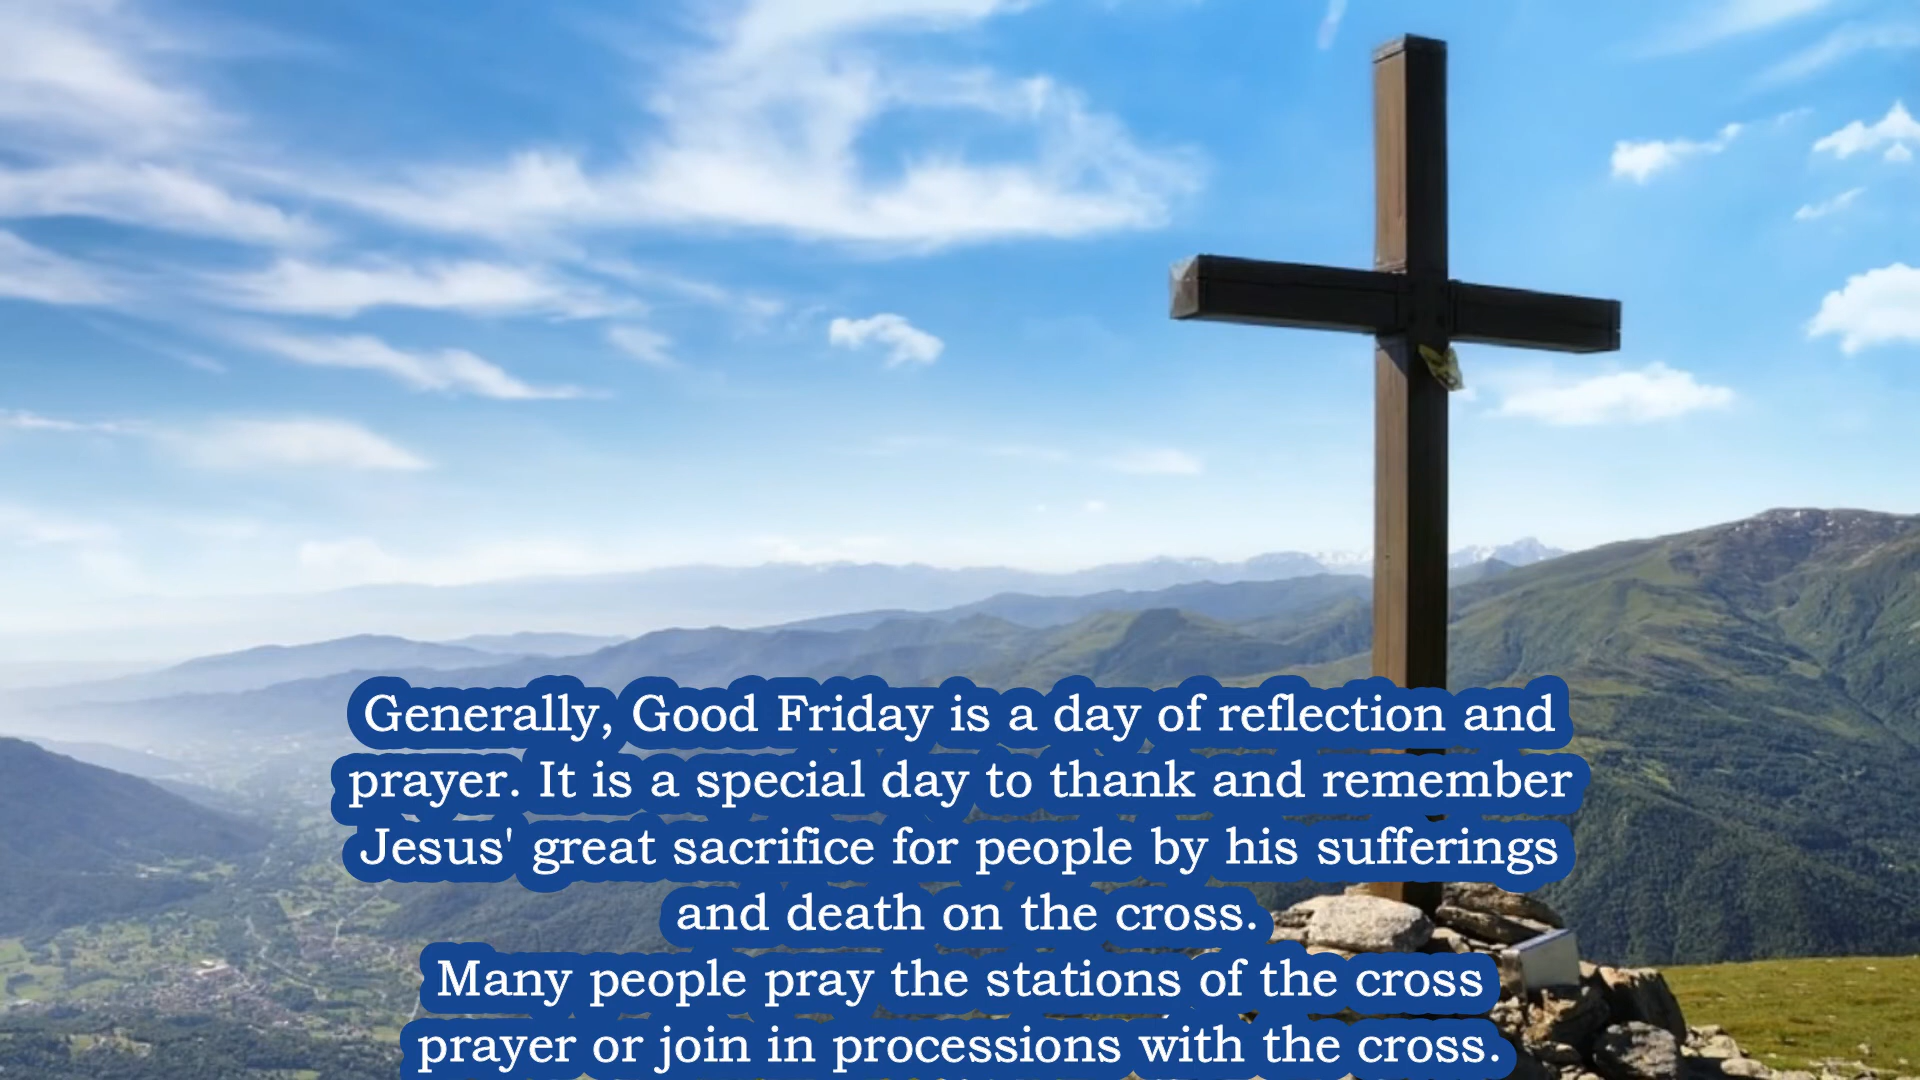 Generally, Good Friday is a day of reflection and
prayer. It is a special day to thank and remember
Jesus' great sacrifice for people by his sufferings
and death on the cross.
Many people pray the stations of the cross
prayer or join in processions with the cross.